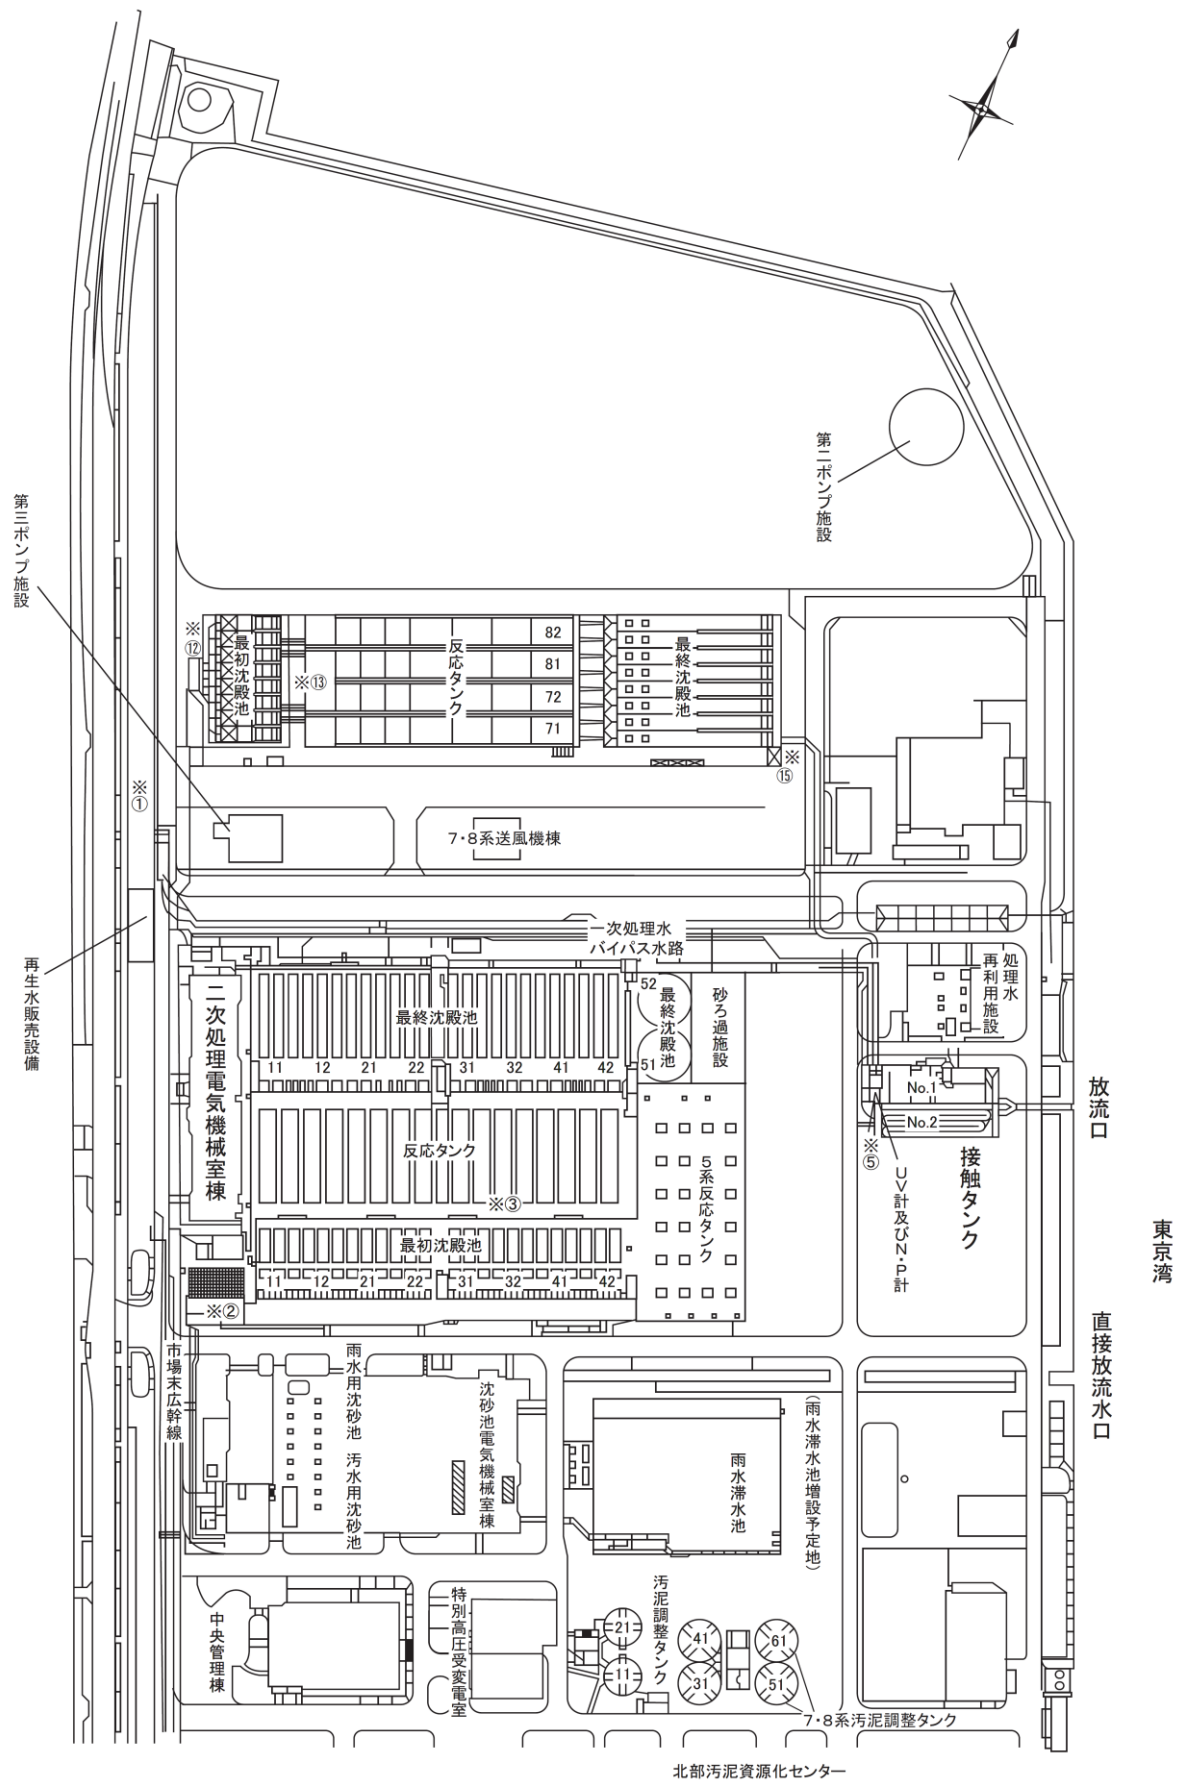 第二ポンプ施設
第三ポンプ施設
※
⑫
最初沈殿池
※⑬
反応タンク
82
81
72
71
最終沈殿池
※
⑮
※
①
7・8系送風機棟
一次処理水
バイパス水路
再生水販売設備
二次処理電気機械室棟
最終沈殿池
11
12
21
22
31
32
41
42
52
最終沈殿池
51
砂ろ過施設
処理水
再利用施設
No.1
No.2
※
⑤
UV計及びN・P計
接触タンク
放流口
東京湾
直接放流水口
反応タンク
※③
5系反応タンク
最初沈殿池
11
12
21
22
31
32
41
42
※②
市場末広幹線
雨水用沈砂池
汚水用沈砂池
沈砂池電気機械室棟
雨水滞水池
(雨水滞水池増設予定地)
中央管理棟
特別高圧受変電室
汚泥調整タンク
21
11
41
31
61
51
7・8系汚泥調整タンク
北部汚泥資源化センター